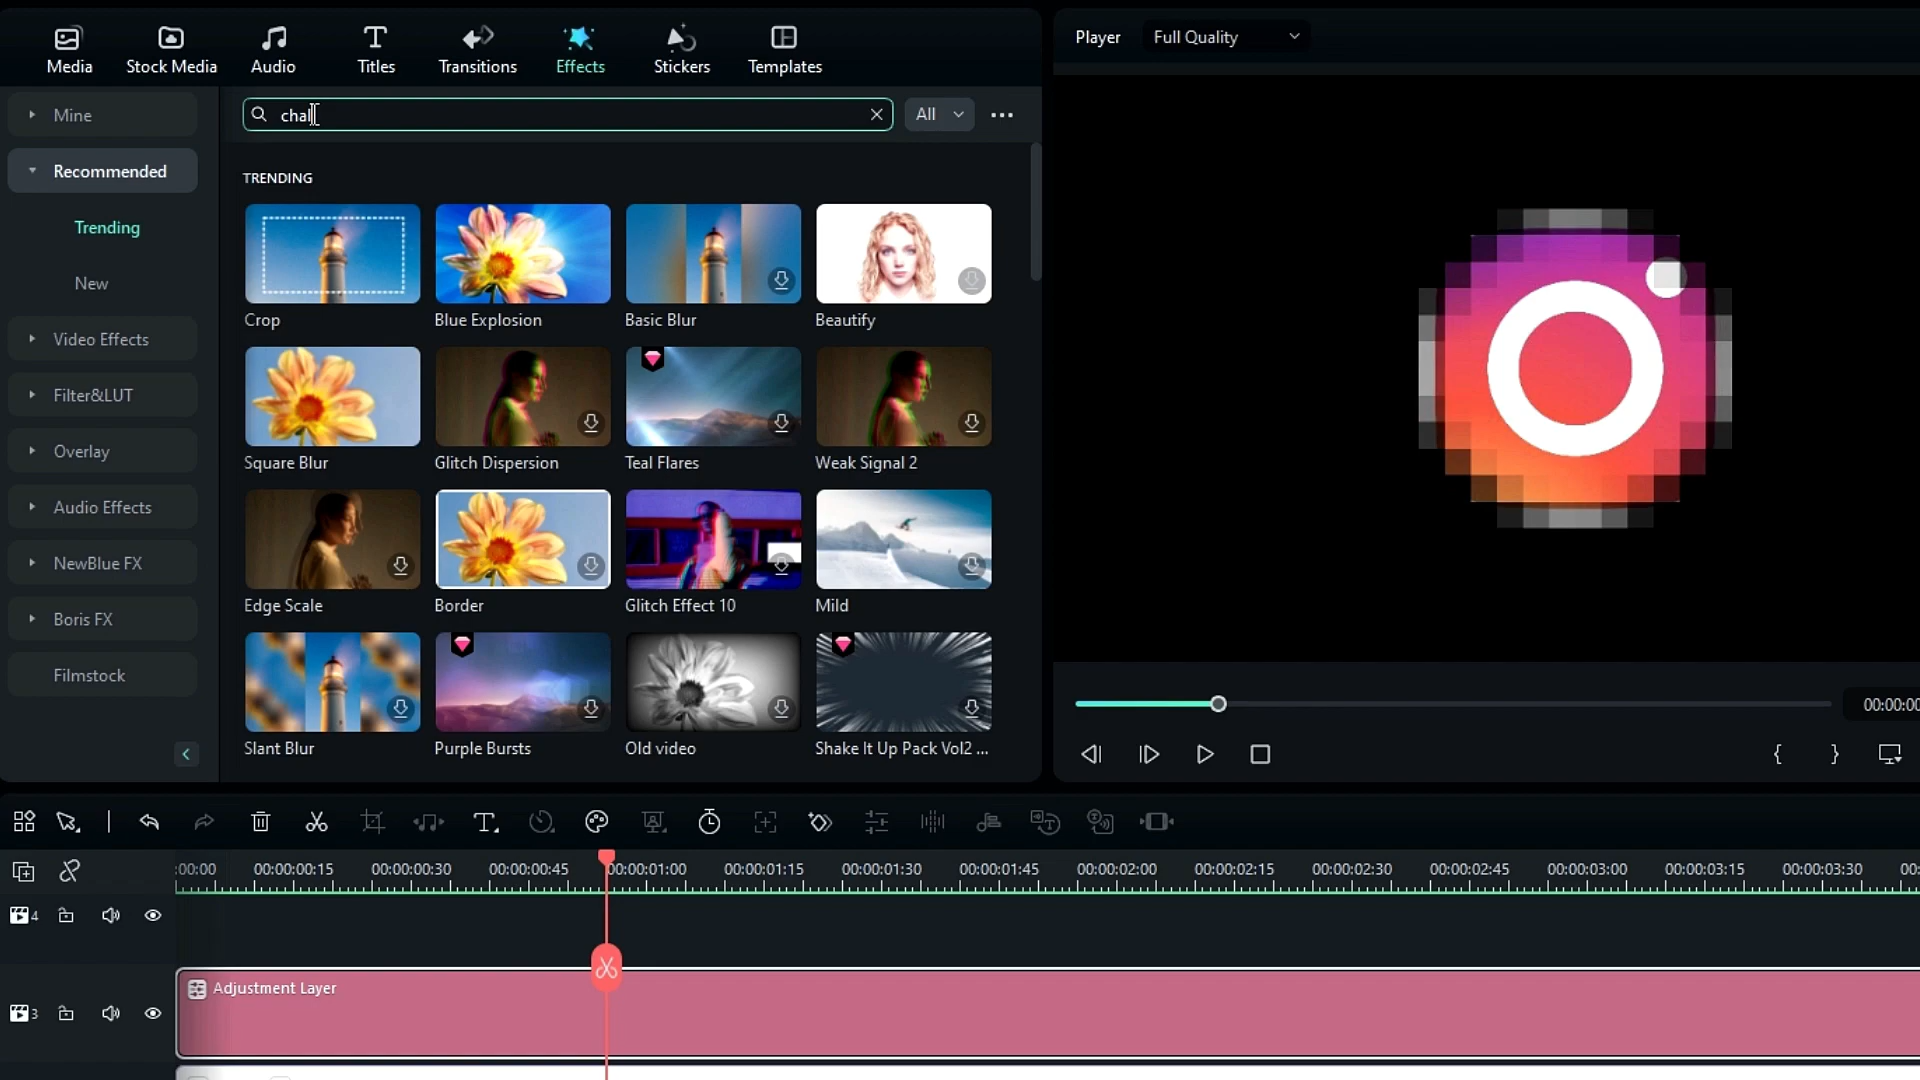 Media
Stock Media
Audio
Titles
Transitions
Effects
Stickers
Templates
Player
Full Quality
Mine
Recommended
Trending
New
Video Effects
Filter&LUT
Overlay
Audio Effects
NewBlue FX
Boris FX
Filmstock
chal
All
TRENDING
Crop
Blue Explosion
Basic Blur
Beautify
Square Blur
Glitch Dispersion
Teal Flares
Weak Signal 2
Edge Scale
Border
Glitch Effect 10
Mild
Slant Blur
Purple Bursts
Old video
Shake It Up Pack Vol2 ...
00:00:00
:00:00
00:00:00:15
00:00:00:30
00:00:00:45
00:00:01:00
00:00:01:15
00:00:01:30
00:00:01:45
00:00:02:00
00:00:02:15
00:00:02:30
00:00:02:45
00:00:03:00
00:00:03:15
00:00:03:30
00:
4
Adjustment Layer
3